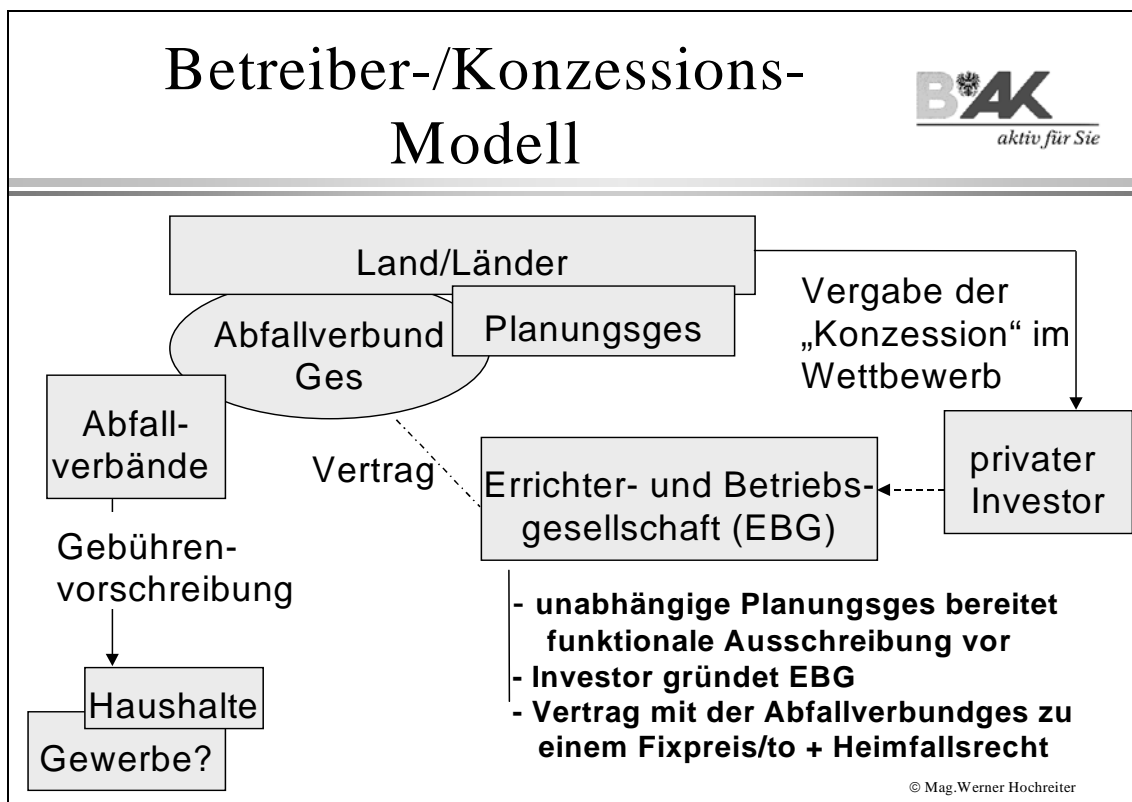 Betreiber-/Konzessions-
Modell
BAK
aktiv für Sie
Land/Länder
Abfallverbund
Ges
Planungsges
Vergabe der
„Konzession“ im
Wettbewerb
Abfall-
verbände
Vertrag
Errichter- und Betriebs-
gesellschaft (EBG)
privater
Investor
Gebühren-
vorschreibung
- unabhängige Planungsges bereitet
funktionale Ausschreibung vor
- Investor gründet EBG
- Vertrag mit der Abfallverbundges zu
einem Fixpreis/to + Heimfallsrecht
Haushalte
Gewerbe?
© Mag.Werner Hochreiter